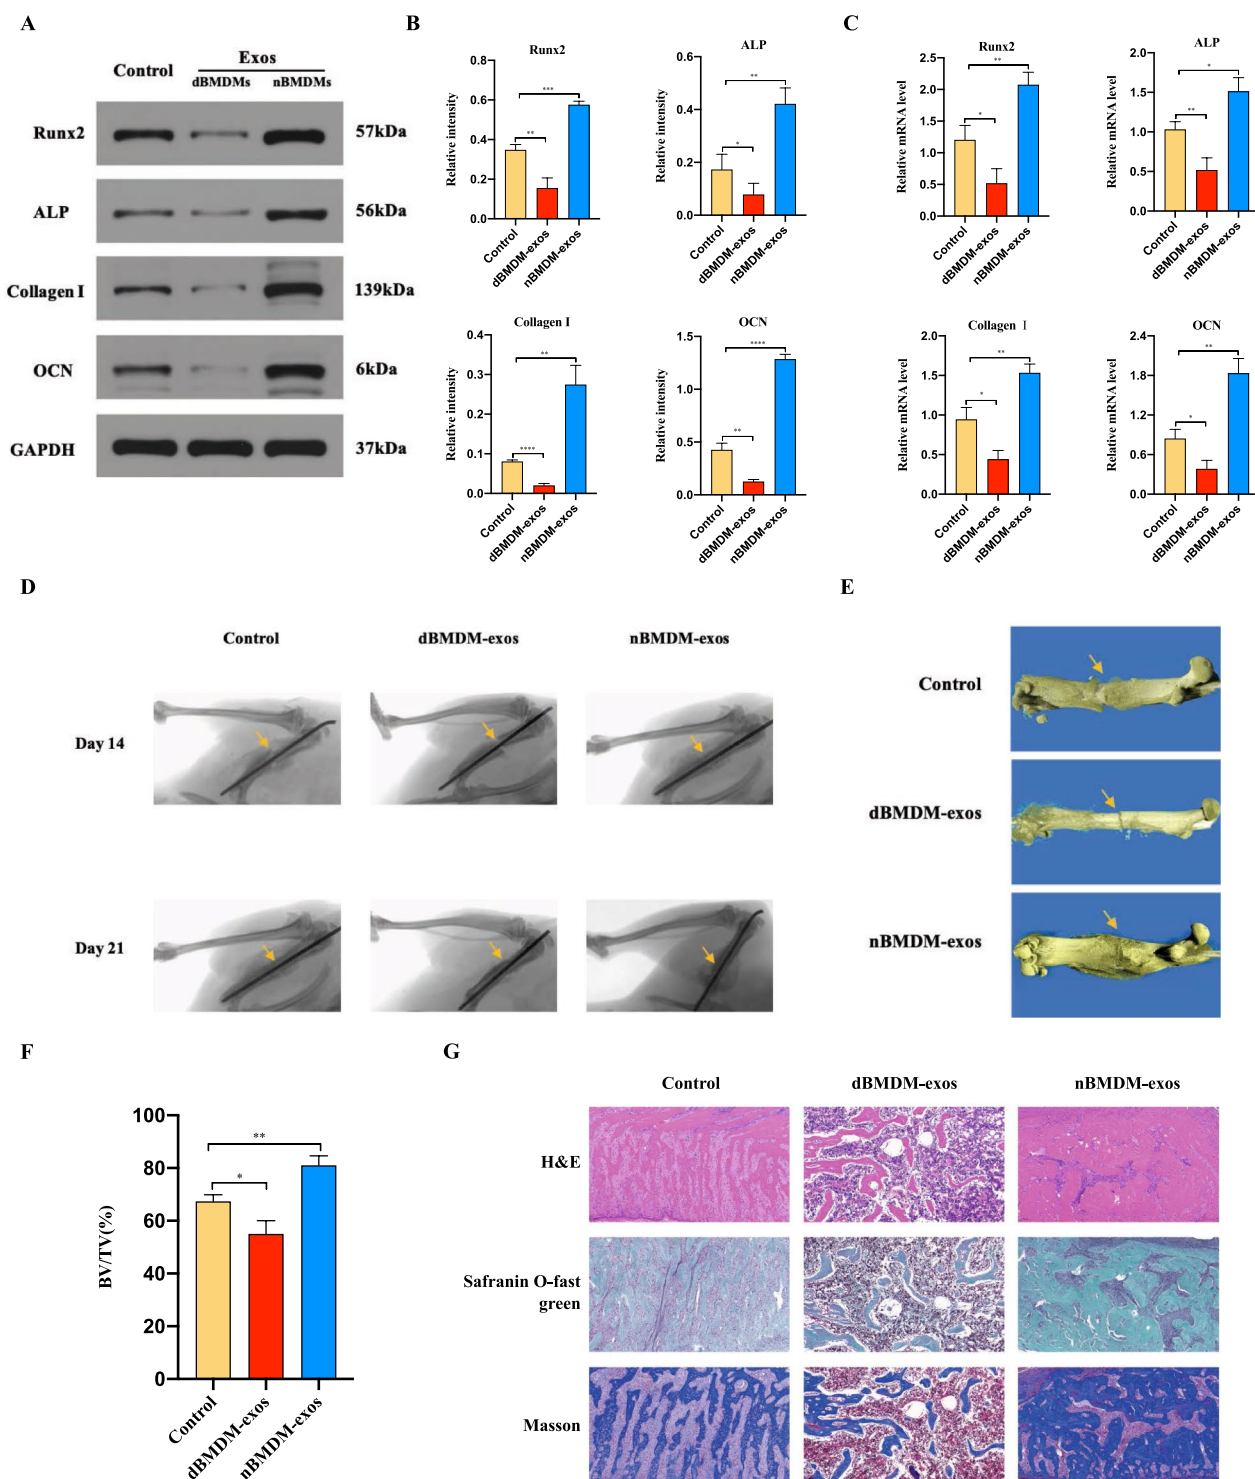 A
Exos
Control dBMDMs nBMDMs
Runx2 57kDa
ALP 56kDa
Collagen I 139kDa
OCN 6kDa
GAPDH 37kDa
B
Runx2
Relative intensity
0.8
0.6
0.4
0.2
0.0
***
**
Control
dBMDM-exos
nBMDM-exos
ALP
Relative intensity
0.6
0.4
0.2
0.0
**
*
Control
dBMDM-exos
nBMDM-exos
Collagen I
Relative intensity
0.4
0.3
0.2
0.1
0.0
**
****
Control
dBMDM-exos
nBMDM-exos
OCN
Relative intensity
1.5
1.0
0.5
0.0
****
**
Control
dBMDM-exos
nBMDM-exos
C
Runx2
Relative mRNA level
2.5
2.0
1.5
1.0
0.5
0.0
**
*
Control
dBMDM-exos
nBMDM-exos
ALP
Relative mRNA level
2.0
1.5
1.0
0.5
0.0
*
**
Control
dBMDM-exos
nBMDM-exos
Collagen I
Relative mRNA level
2.0
1.5
1.0
0.5
0.0
**
*
Control
dBMDM-exos
nBMDM-exos
OCN
Relative mRNA level
2.4
1.8
1.2
0.6
0.0
**
*
Control
dBMDM-exos
nBMDM-exos
D
Control dBMDM-exos nBMDM-exos
Day 14
Day 21
E
Control
dBMDM-exos
nBMDM-exos
F
BV/TV(%)
100
80
60
40
20
0
**
*
Control
dBMDM-exos
nBMDM-exos
G
Control dBMDM-exos nBMDM-exos
H&E
Safranin O-fast
green
Masson